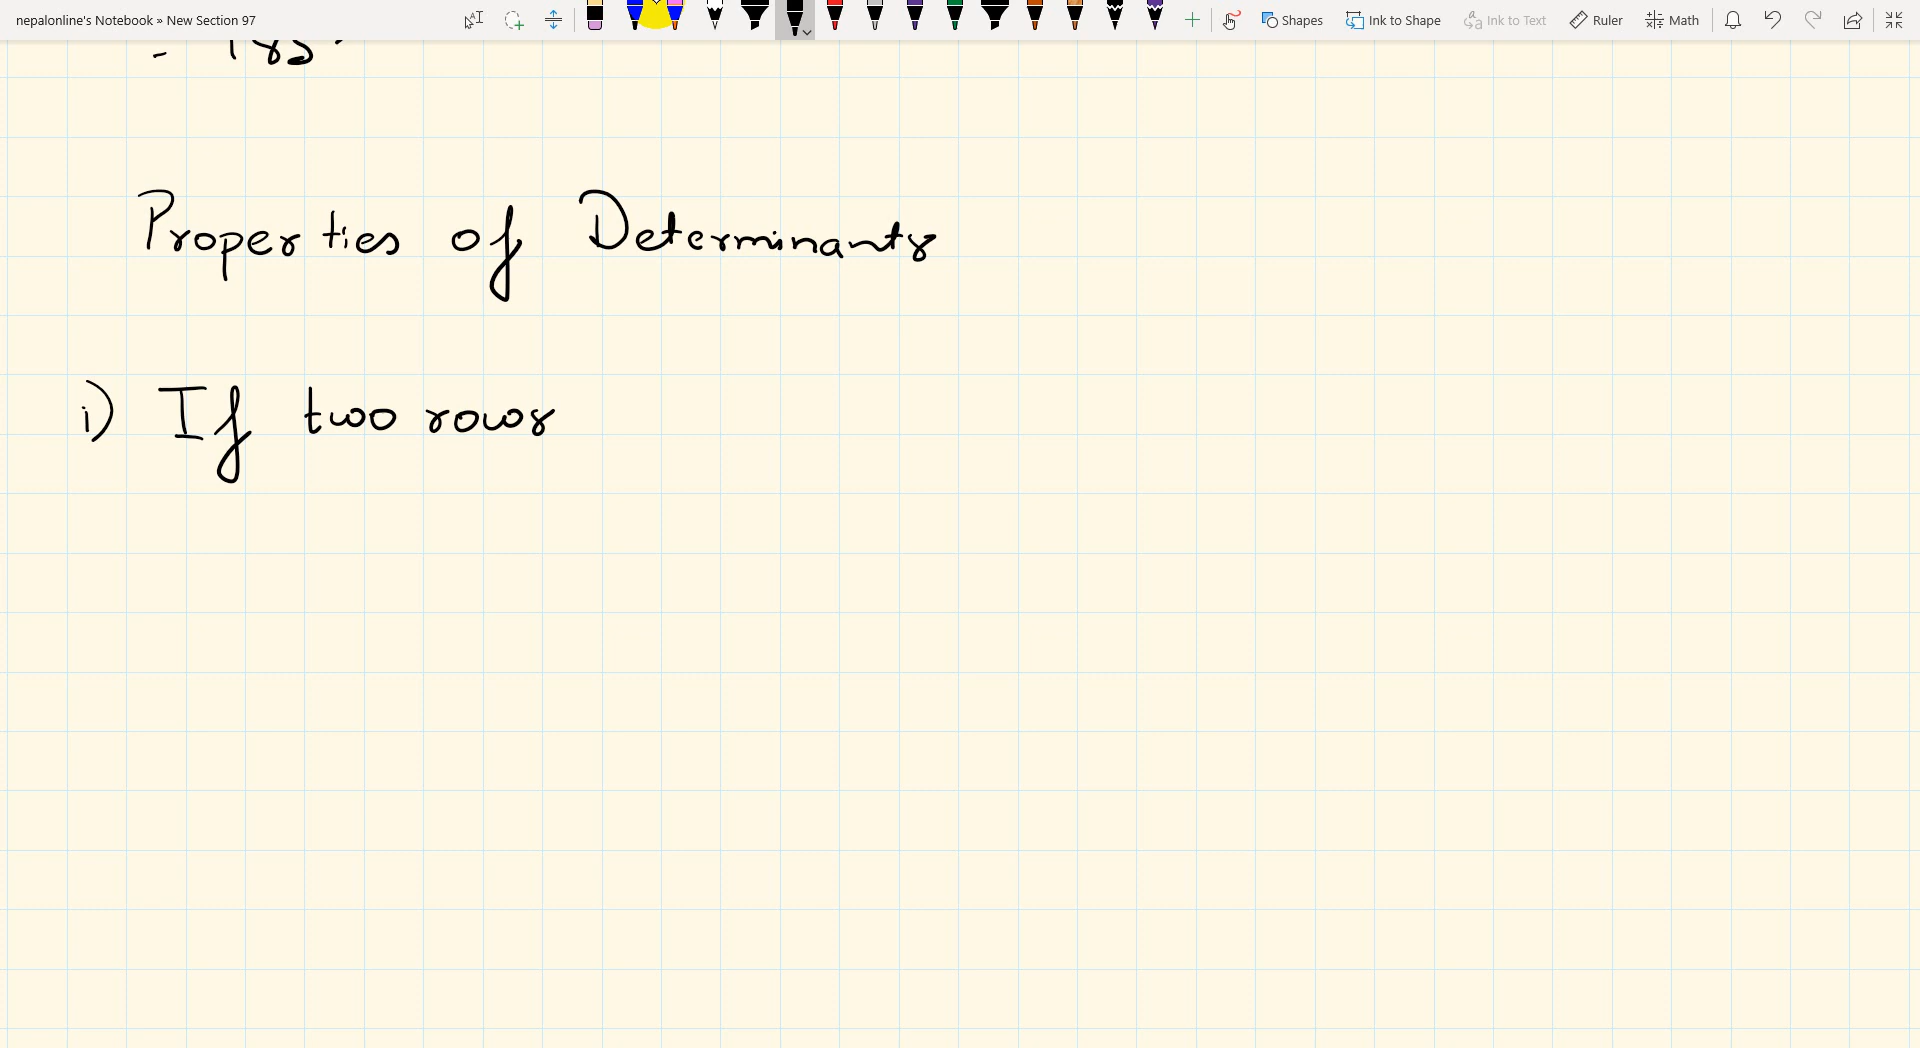 nepalonline's Notebook » New Section 97
Shapes Ink to Shape Ink to Text Ruler Math
Properties of Determinants
i) If two rows